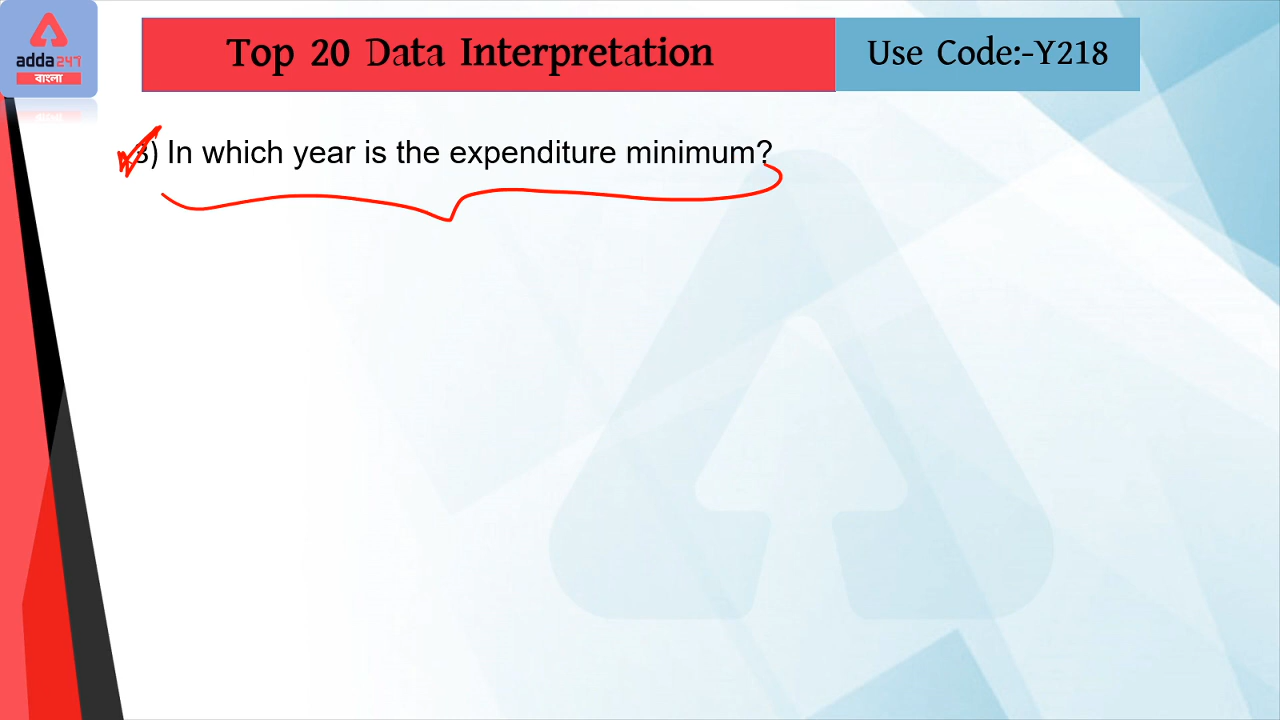 adda247
বাংলা
Top 20 Data Interpretation
Use Code:-Y218
3) In which year is the expenditure minimum?